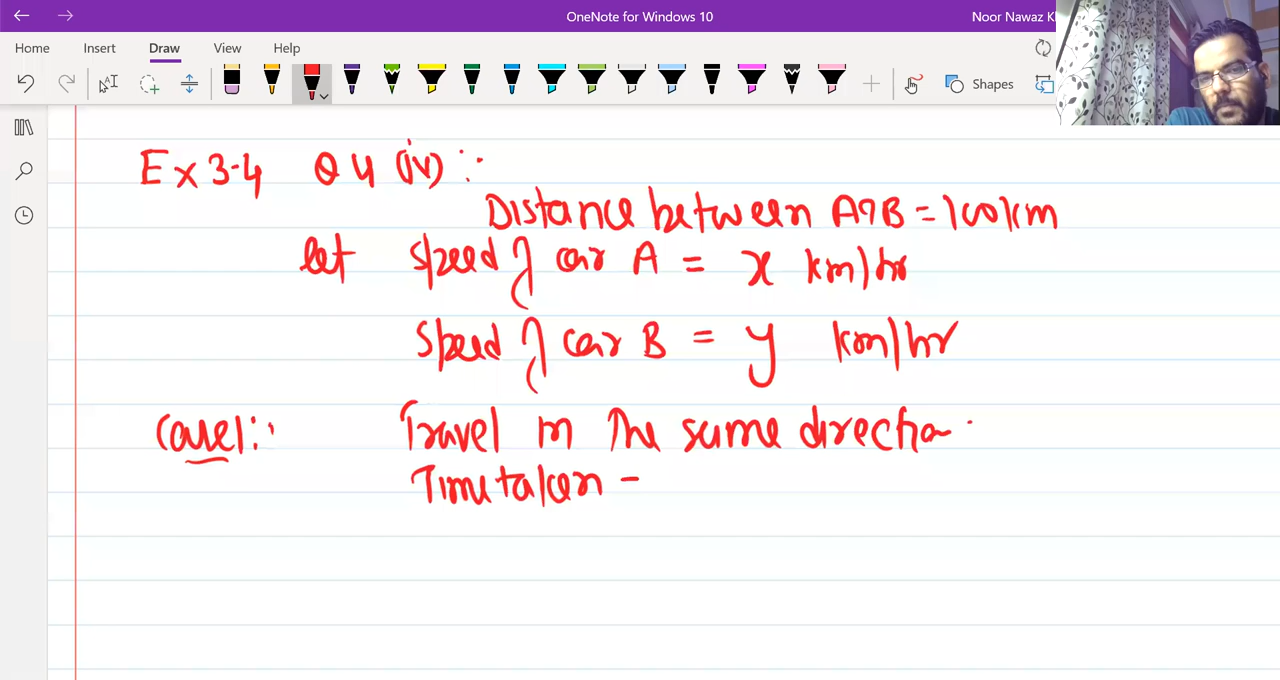 OneNote for Windows 10
Noor Nawaz K
Home Insert Draw View Help
Shapes
Ex 3.4 Q 4 (iv) :-
Distance between A & B = 100 km
let speed of car A = x km/hr
Speed of car B = y km/hr
Case1:- Travel in the same direction.
Time taken =